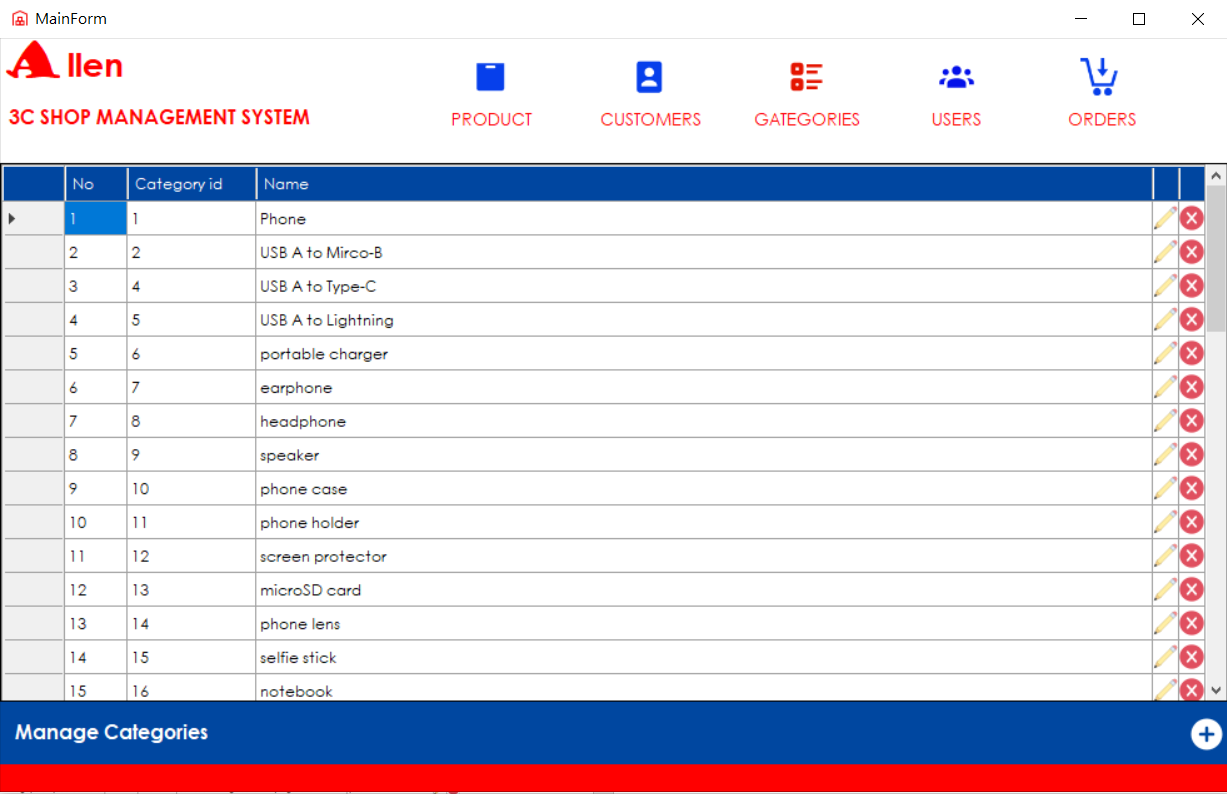 MainForm
Allen
3C SHOP MANAGEMENT SYSTEM
PRODUCT
CUSTOMERS
GATEGORIES
USERS
ORDERS
No Category id Name
1 1 Phone
2 2 USB A to Mirco-B
3 4 USB A to Type-C
4 5 USB A to Lightning
5 6 portable charger
6 7 earphone
7 8 headphone
8 9 speaker
9 10 phone case
10 11 phone holder
11 12 screen protector
12 13 microSD card
13 14 phone lens
14 15 selfie stick
15 16 notebook
Manage Categories